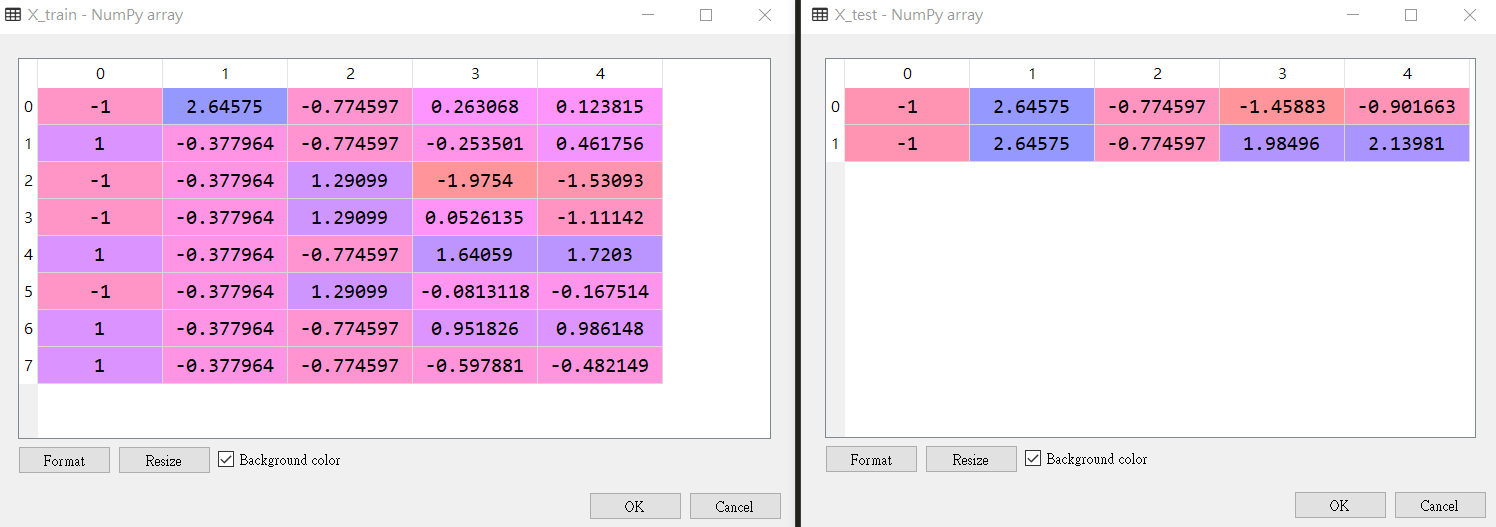 X_train - NumPy array
0 1 2 3 4
0 -1 2.64575 -0.774597 0.263068 0.123815
1 1 -0.377964 -0.774597 -0.253501 0.461756
2 -1 -0.377964 1.29099 -1.9754 -1.53093
3 -1 -0.377964 1.29099 0.0526135 -1.11142
4 1 -0.377964 -0.774597 1.64059 1.7203
5 -1 -0.377964 1.29099 -0.0813118 -0.167514
6 1 -0.377964 -0.774597 0.951826 0.986148
7 1 -0.377964 -0.774597 -0.597881 -0.482149
Format Resize Background color
OK Cancel
X_test - NumPy array
0 1 2 3 4
0 -1 2.64575 -0.774597 -1.45883 -0.901663
1 -1 2.64575 -0.774597 1.98496 2.13981
Format Resize Background color
OK Cancel